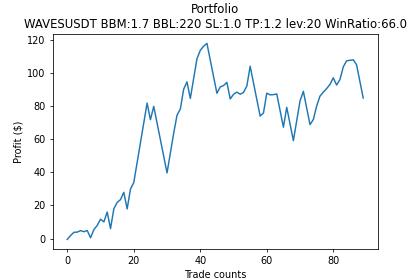 Portfolio
WAVESUSDT BBM:1.7 BBL:220 SL:1.0 TP:1.2 lev:20 WinRatio:66.0
120
100
80
60
40
20
0
Profit ($)
0 20 40 60 80
Trade counts